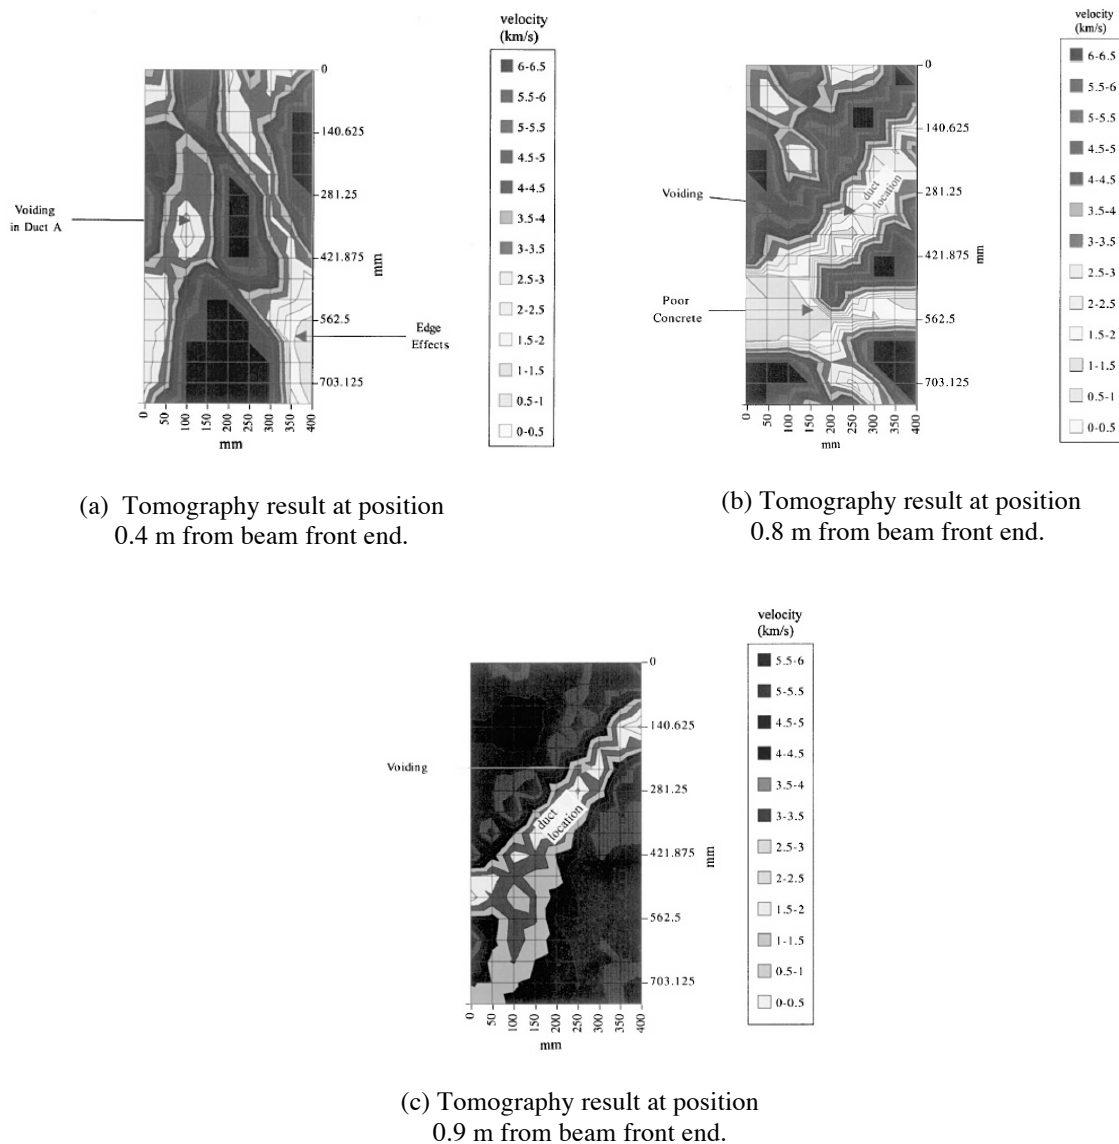 velocity
(km/s)
6-6.5
5.5-6
5-5.5
4.5-5
4-4.5
3.5-4
3-3.5
2.5-3
2-2.5
1.5-2
1-1.5
0.5-1
0-0.5
0
140.625
281.25
421.875
562.5
703.125
mm
0
50
100
150
200
250
300
350
400
mm
Voiding
in Duct A
Edge
Effects
(a) Tomography result at position
0.4 m from beam front end.
velocity
(km/s)
6-6.5
5.5-6
5-5.5
4.5-5
4-4.5
3.5-4
3-3.5
2.5-3
2-2.5
1.5-2
1-1.5
0.5-1
0-0.5
0
140.625
281.25
421.875
562.5
703.125
mm
0
50
100
150
200
250
300
350
400
mm
Voiding
duct
location
Poor
Concrete
(b) Tomography result at position
0.8 m from beam front end.
velocity
(km/s)
5.5-6
5-5.5
4.5-5
4-4.5
3.5-4
3-3.5
2.5-3
2-2.5
1.5-2
1-1.5
0.5-1
0-0.5
0
140.625
281.25
421.875
562.5
703.125
mm
0
50
100
150
200
250
300
350
400
mm
Voiding
duct
location
(c) Tomography result at position
0.9 m from beam front end.